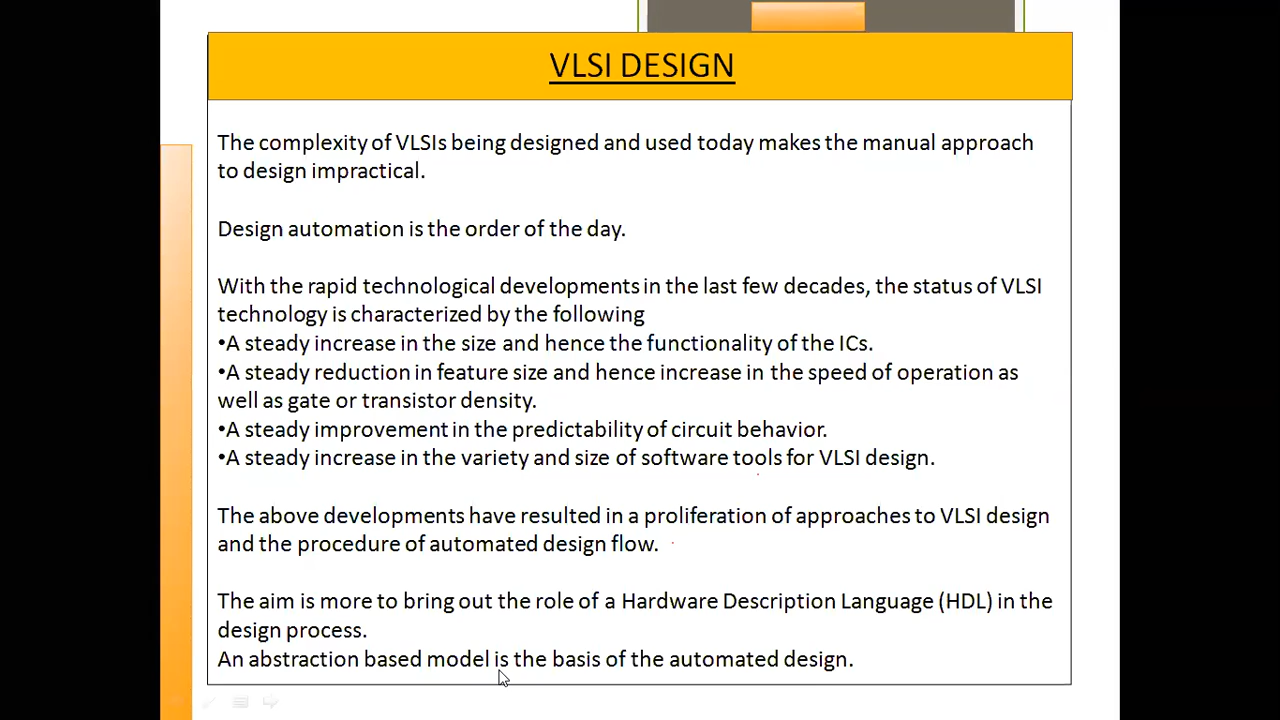 VLSI DESIGN
The complexity of VLSIs being designed and used today makes the manual approach
to design impractical.
Design automation is the order of the day.
With the rapid technological developments in the last few decades, the status of VLSI
technology is characterized by the following
•A steady increase in the size and hence the functionality of the ICs.
•A steady reduction in feature size and hence increase in the speed of operation as
well as gate or transistor density.
•A steady improvement in the predictability of circuit behavior.
•A steady increase in the variety and size of software tools for VLSI design.
The above developments have resulted in a proliferation of approaches to VLSI design
and the procedure of automated design flow.
The aim is more to bring out the role of a Hardware Description Language (HDL) in the
design process.
An abstraction based model is the basis of the automated design.